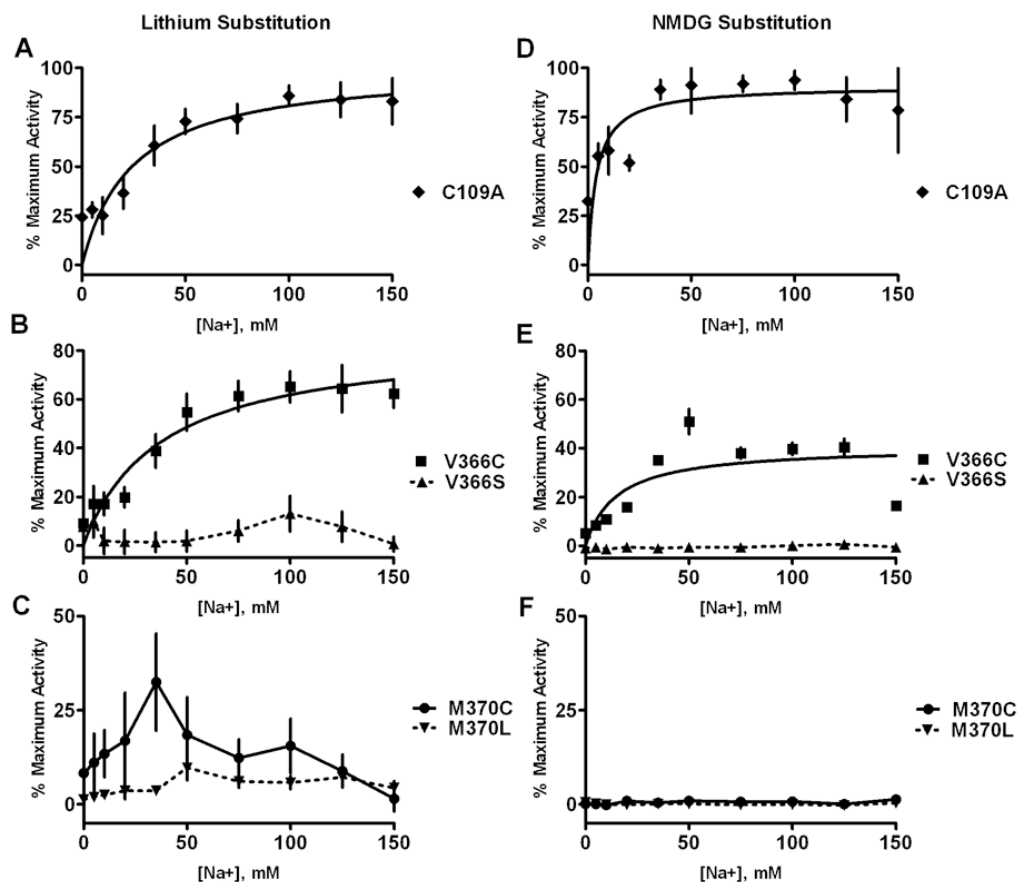 Lithium Substitution
NMDG Substitution
A
% Maximum Activity
100
75
50
25
0
0 50 100 150
[Na+], mM
C109A
D
% Maximum Activity
100
75
50
25
0
0 50 100 150
[Na+], mM
C109A
B
% Maximum Activity
80
60
40
20
0
0 50 100 150
[Na+], mM
V366C
V366S
E
% Maximum Activity
80
60
40
20
0
0 50 100 150
[Na+], mM
V366C
V366S
C
% Maximum Activity
50
25
0
0 50 100 150
[Na+], mM
M370C
M370L
F
% Maximum Activity
50
25
0
0 50 100 150
[Na+], mM
M370C
M370L